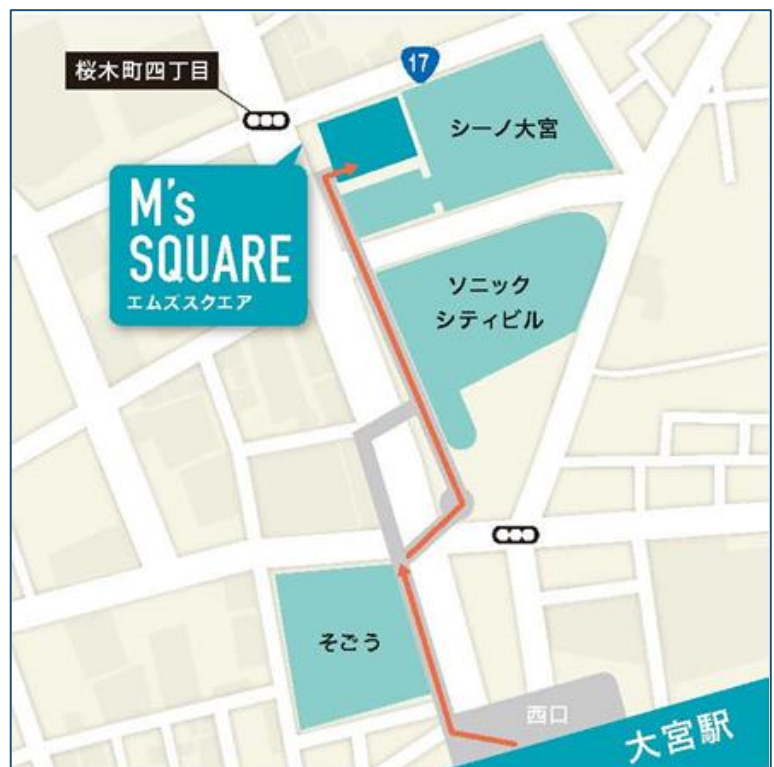 桜木町四丁目
17
シーノ大宮
M's
SQUARE
エムズスクエア
ソニック
シティビル
そごう
西口
大宮駅